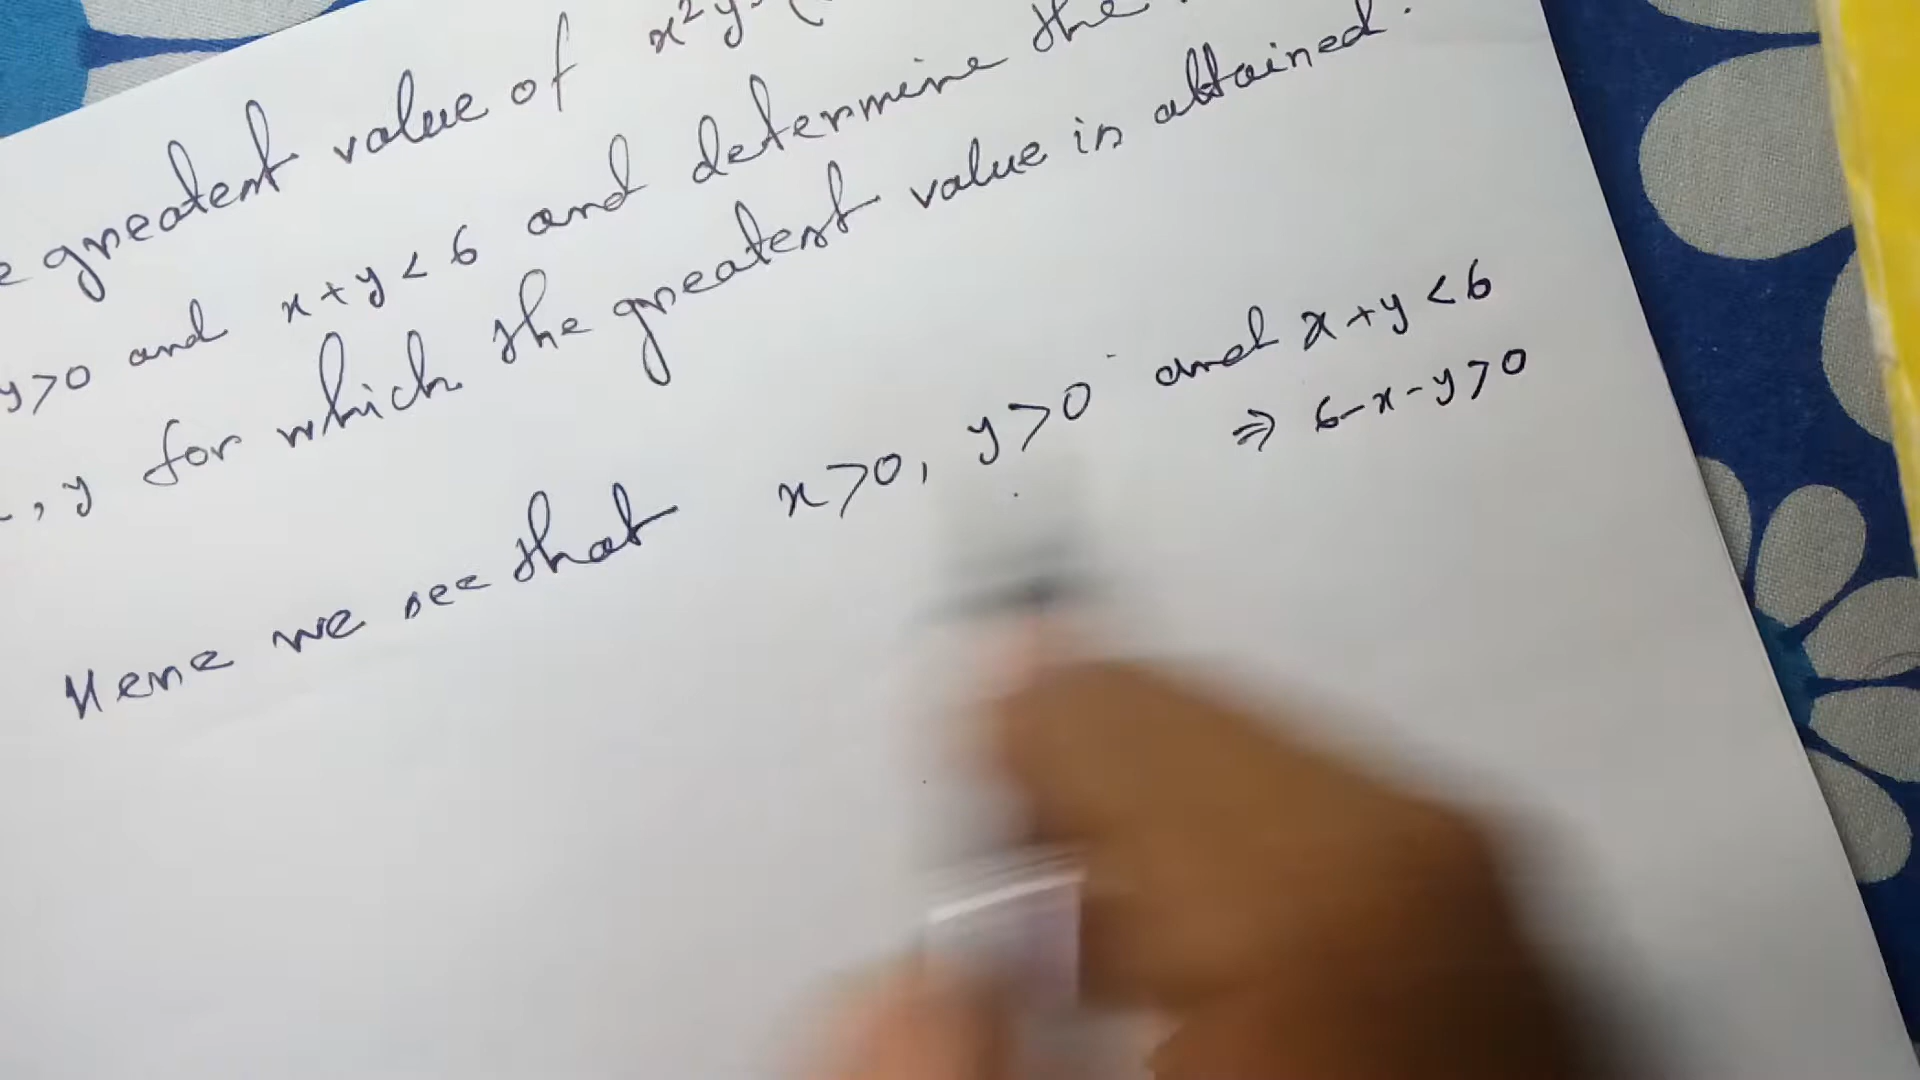 greatest value of x²y
y>0 and x+y<6 and determine the
, y for which the greatest value is attained.
Here we see that x>0, y>0 and x+y<6
⇒ 6-x-y>0